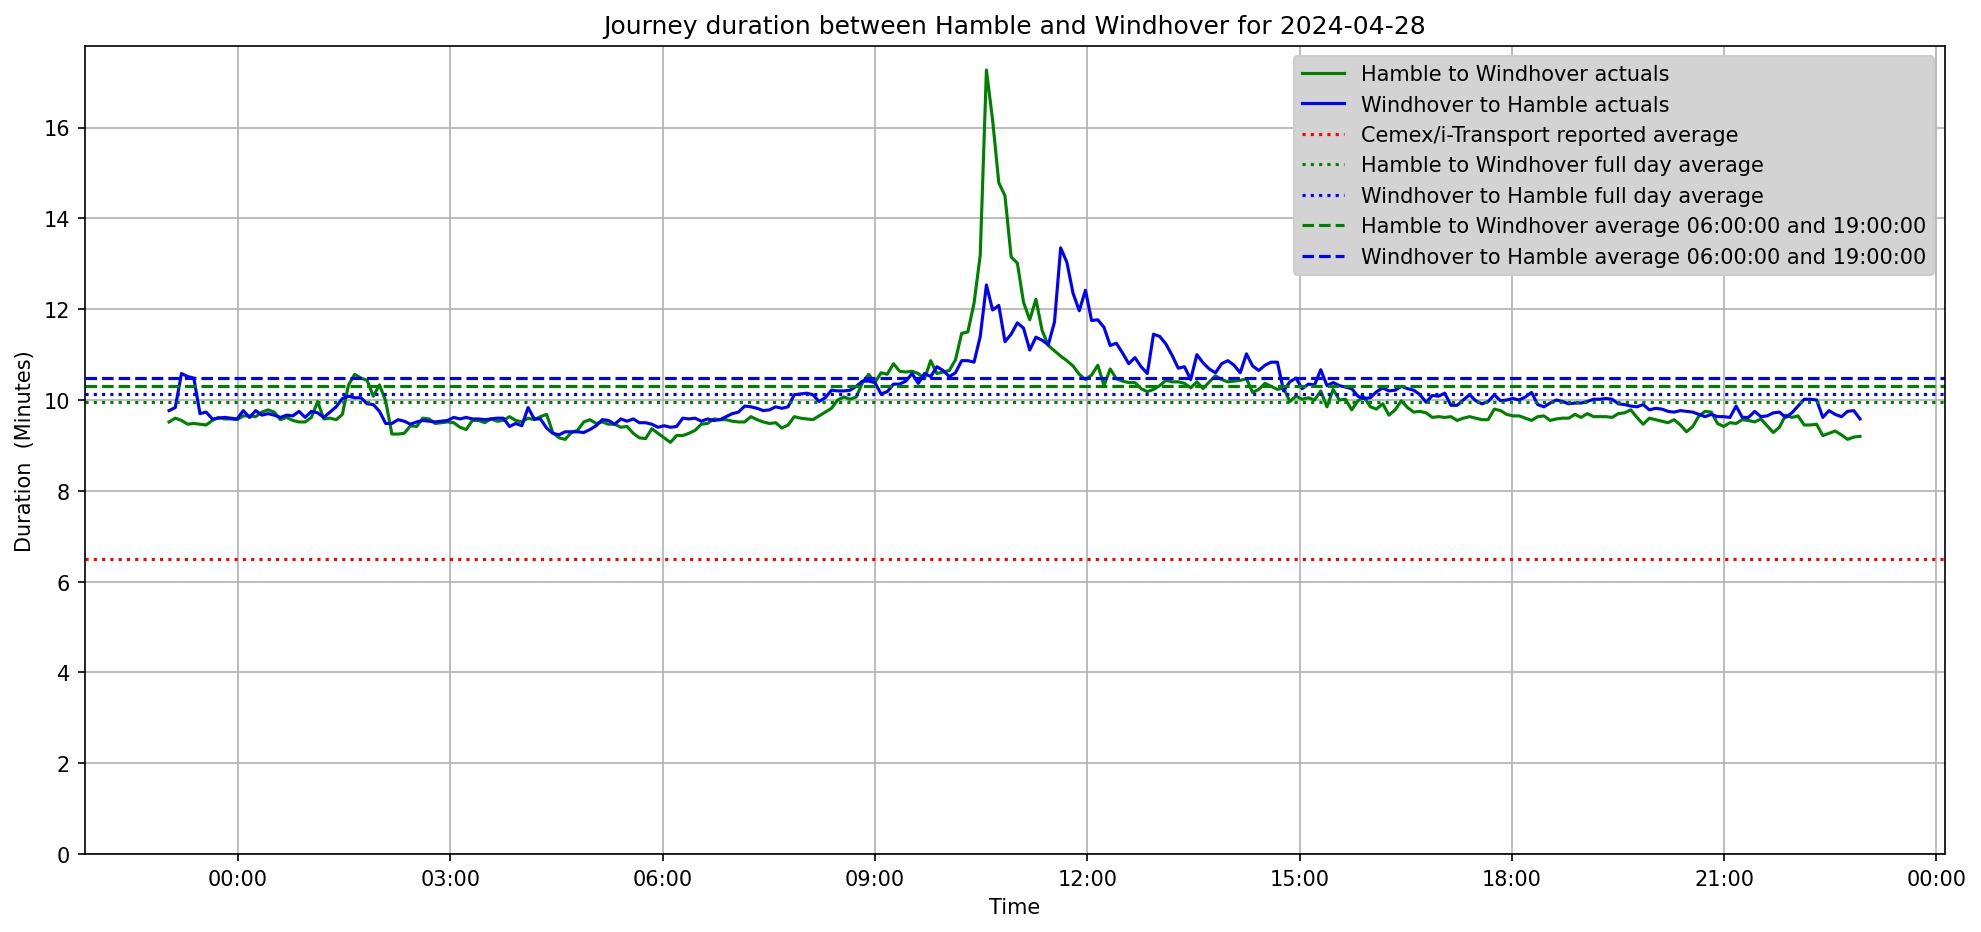 Journey duration between Hamble and Windhover for 2024-04-28
Hamble to Windhover actuals
Windhover to Hamble actuals
Cemex/i-Transport reported average
Hamble to Windhover full day average
Windhover to Hamble full day average
Hamble to Windhover average 06:00:00 and 19:00:00
Windhover to Hamble average 06:00:00 and 19:00:00
Duration (Minutes)
16
14
12
10
8
6
4
2
0
00:00 03:00 06:00 09:00 12:00 15:00 18:00 21:00 00:00
Time